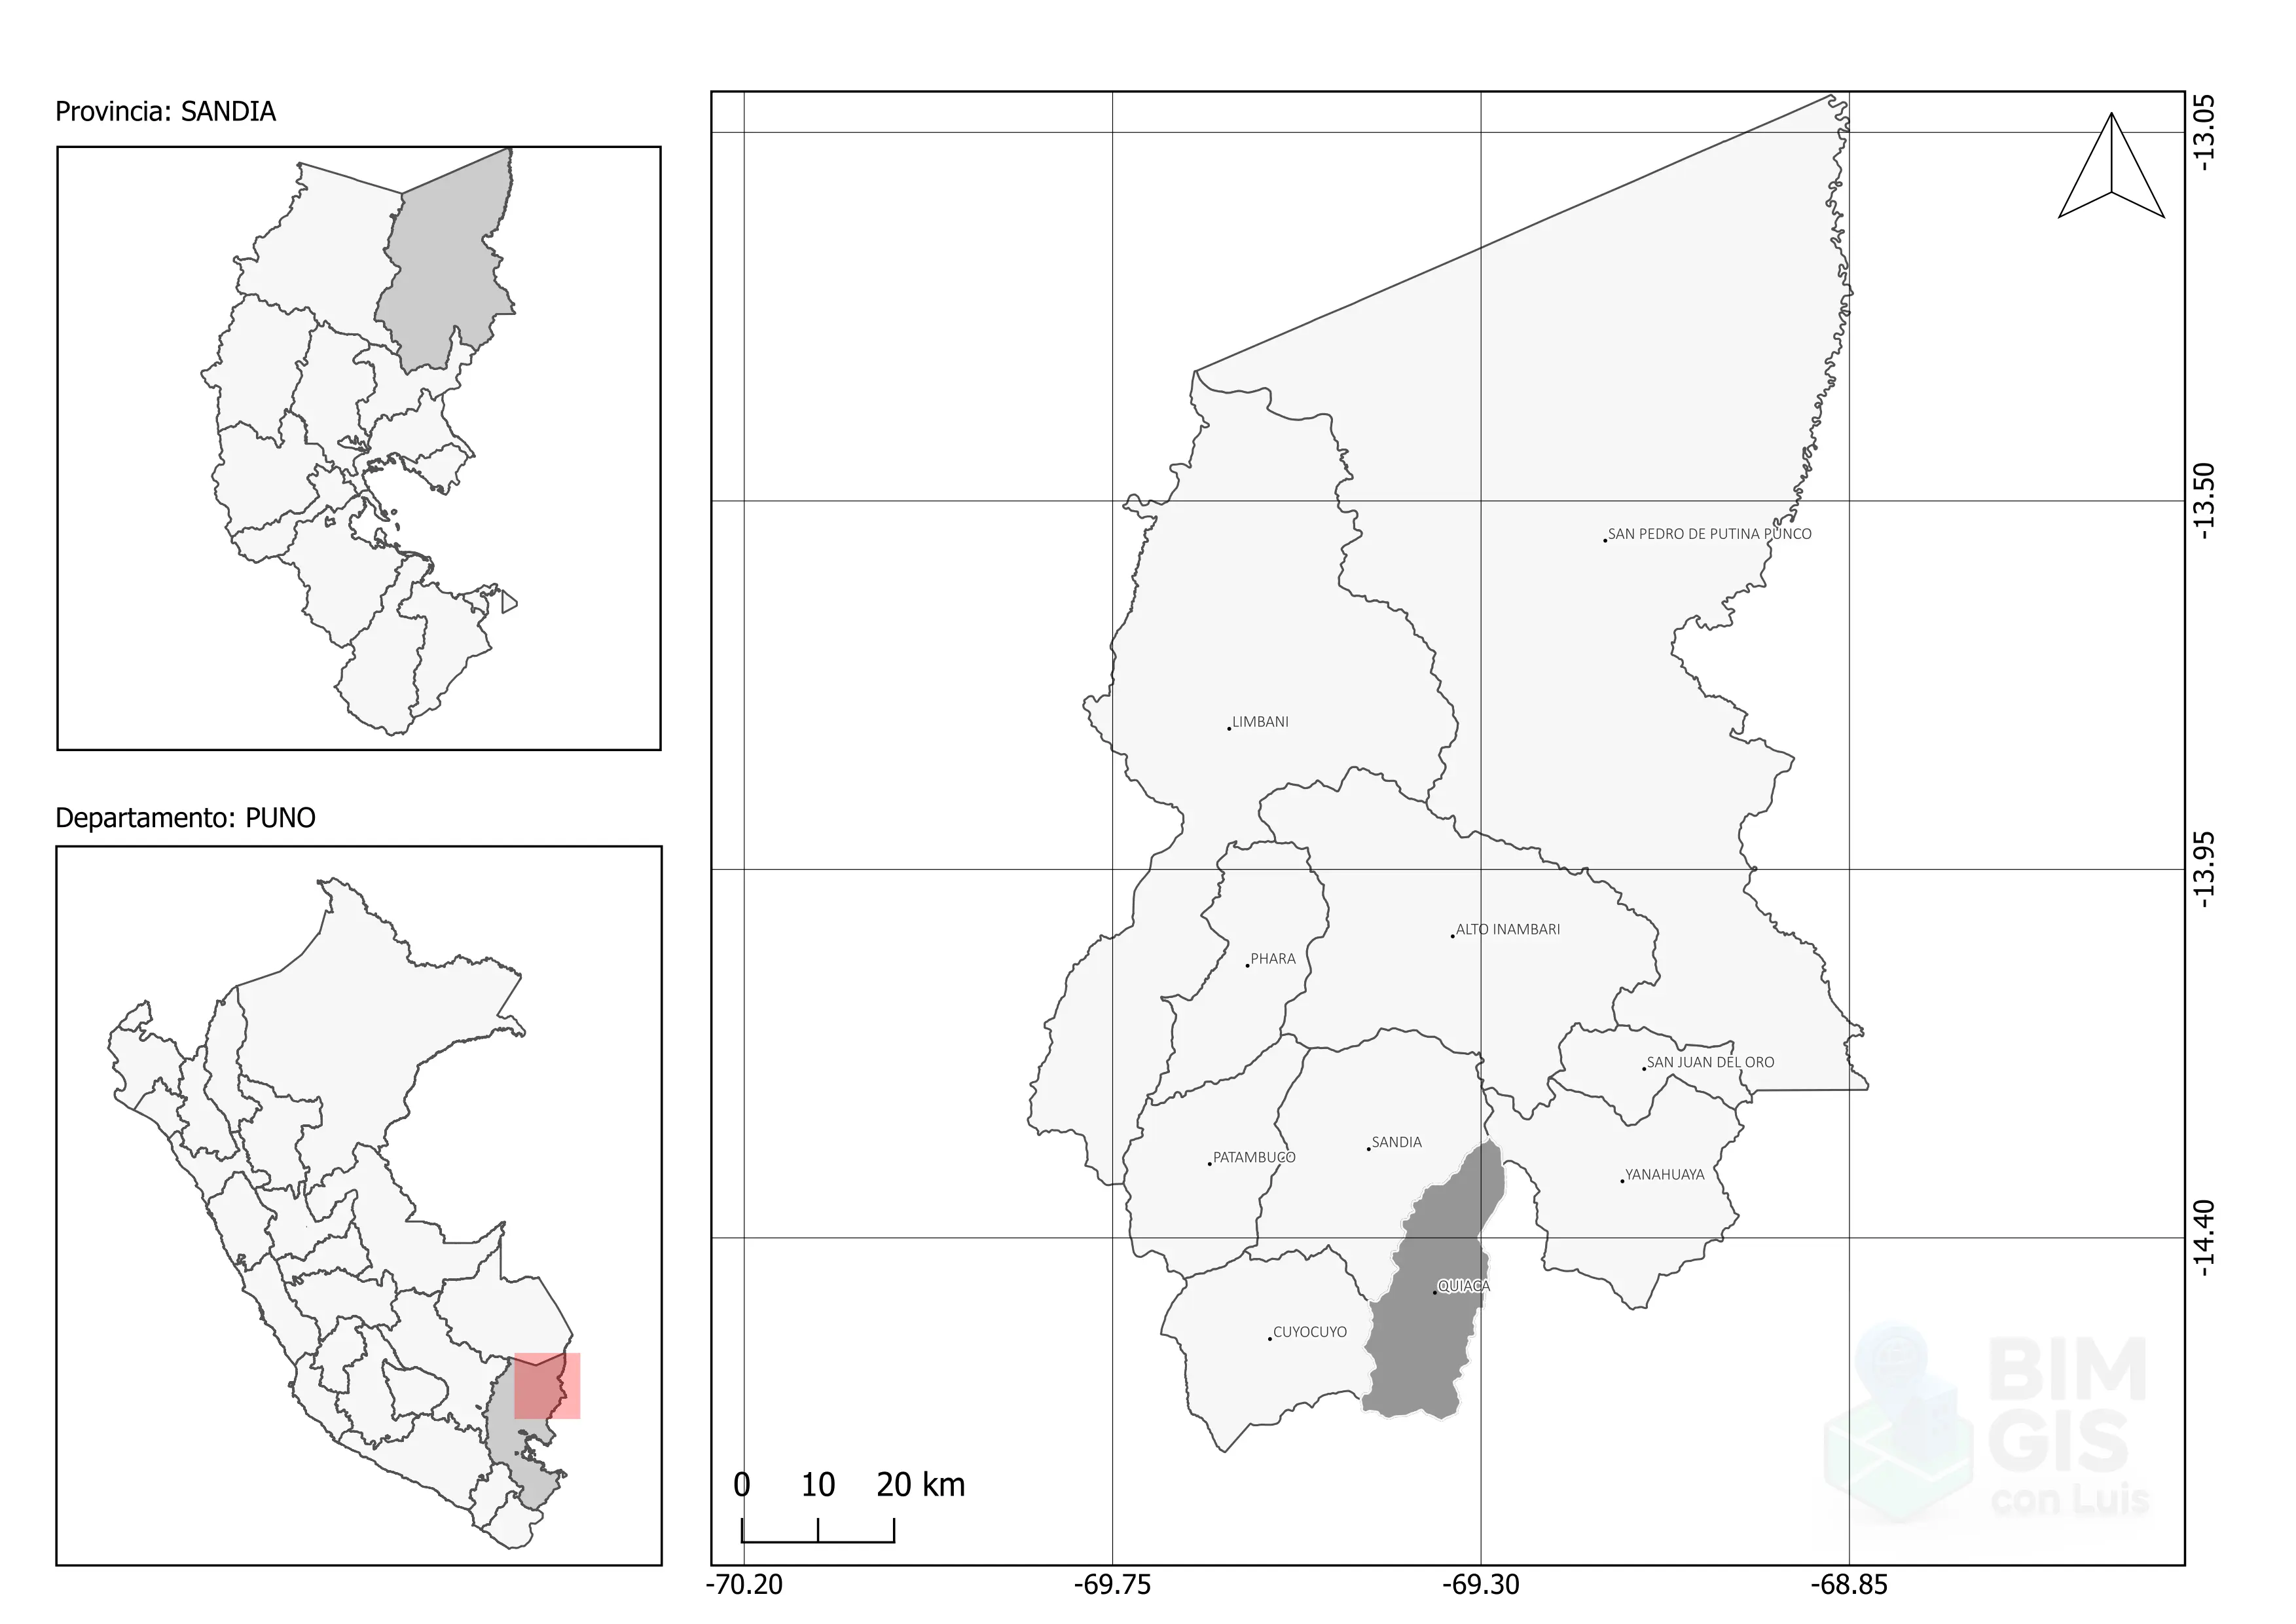 Provincia: SANDIA
Departamento: PUNO
SAN PEDRO DE PUTINA PUNCO
LIMBANI
ALTO INAMBARI
PHARA
SAN JUAN DEL ORO
SANDIA
PATAMBUCO
YANAHUAYA
QUIACA
CUYOCUYO
0 10 20 km
-70.20 -69.75 -69.30 -68.85
-13.05
-13.50
-13.95
-14.40
BIM
GIS
con Luis